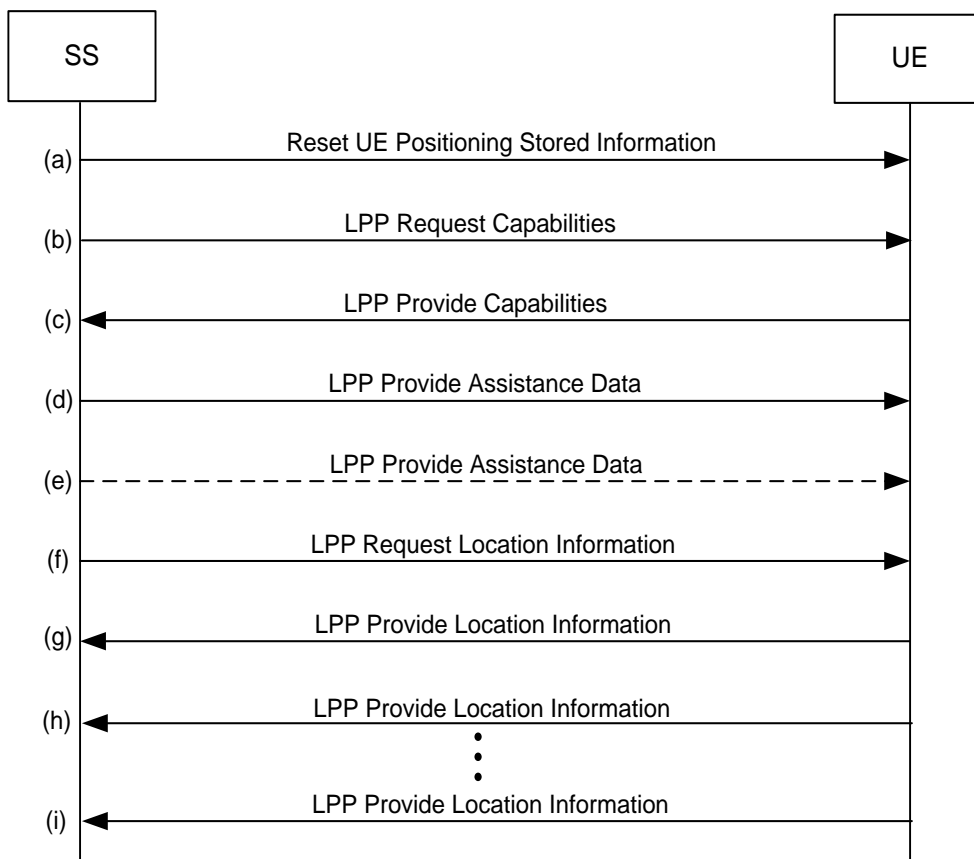 SS
UE
(a) Reset UE Positioning Stored Information
(b) LPP Request Capabilities
(c) LPP Provide Capabilities
(d) LPP Provide Assistance Data
(e) LPP Provide Assistance Data
(f) LPP Request Location Information
(g) LPP Provide Location Information
(h) LPP Provide Location Information
(i) LPP Provide Location Information